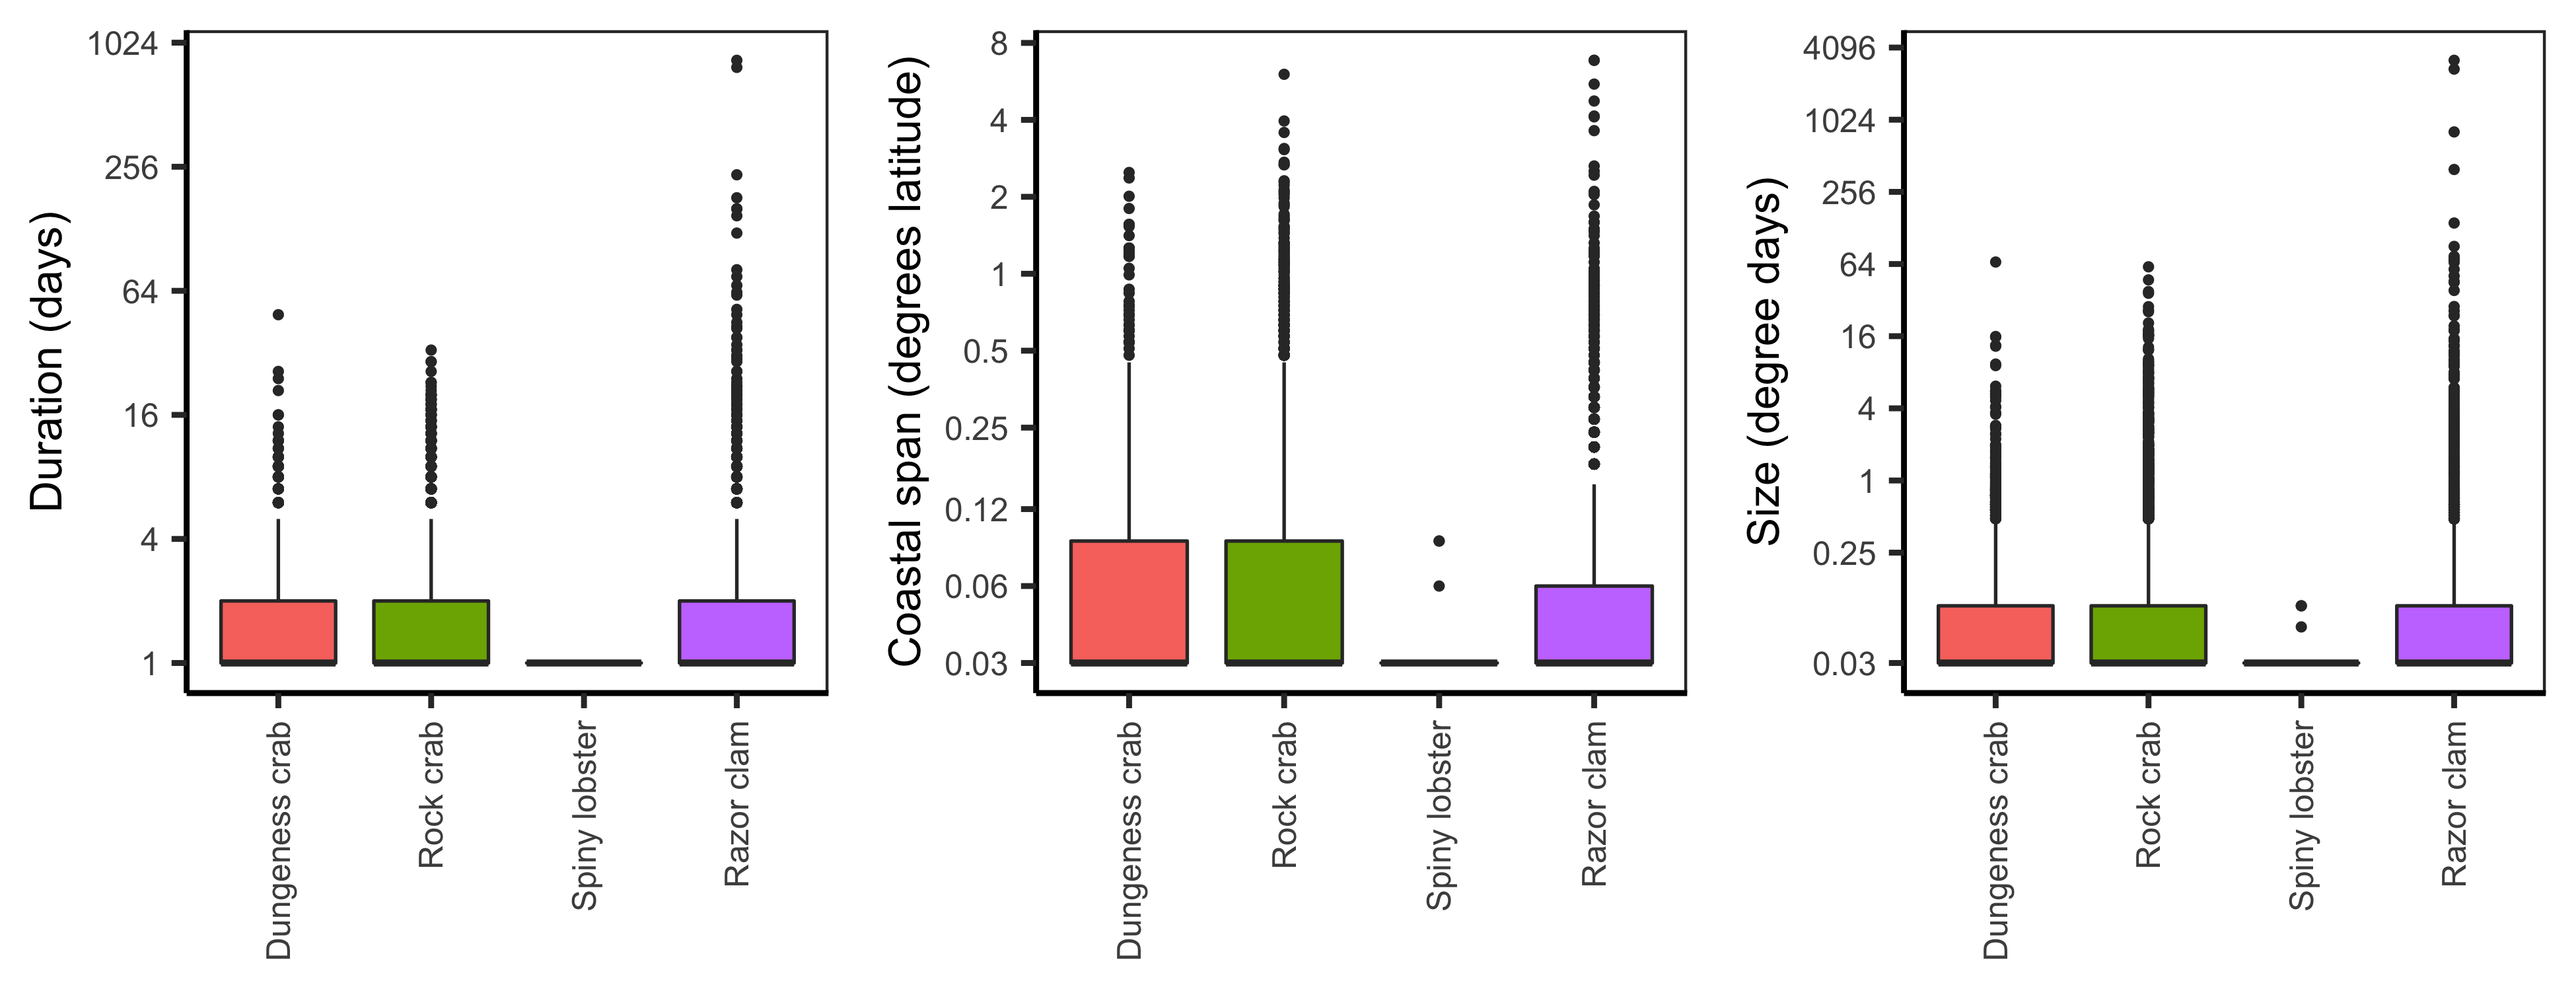 Duration (days)
1024
256
64
16
4
1
Dungeness crab
Rock crab
Spiny lobster
Razor clam
Coastal span (degrees latitude)
8
4
2
1
0.5
0.25
0.12
0.06
0.03
Dungeness crab
Rock crab
Spiny lobster
Razor clam
Size (degree days)
4096
1024
256
64
16
4
1
0.25
0.03
Dungeness crab
Rock crab
Spiny lobster
Razor clam